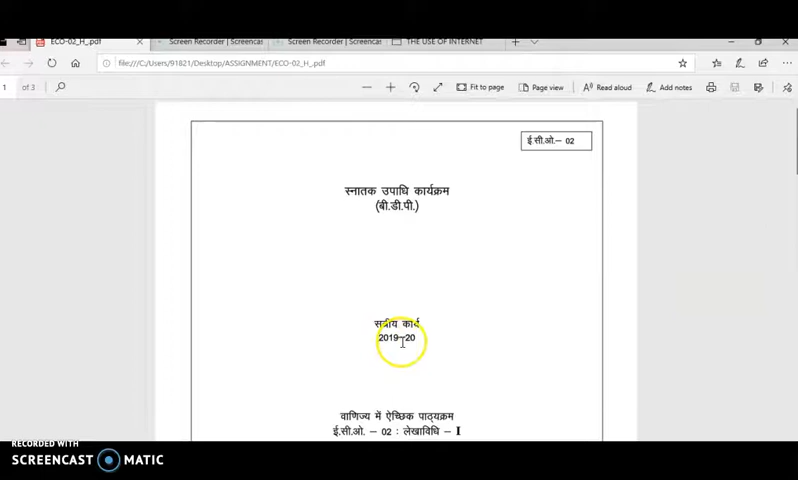 ECO-02_H_.pdf
Screen Recorder | Screencas
Screen Recorder | Screencas
THE USE OF INTERNET
file:///C:/Users/91821/Desktop/ASSIGNMENT/ECO-02_H_.pdf
1 of 3
Fit to page
Page view
Read aloud
Add notes
ई.सी.ओ.– 02
स्नातक उपाधि कार्यक्रम
(बी.डी.पी.)
सत्रीय कार्य
2019–20
वाणिज्य में ऐच्छिक पाठ्यक्रम
ई.सी.ओ. – 02 : लेखाविधि – I
RECORDED WITH
SCREENCAST MATIC